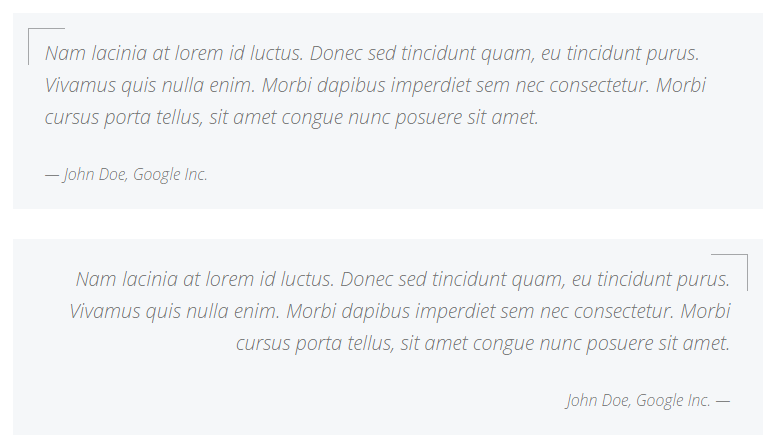 Nam lacinia at lorem id luctus. Donec sed tincidunt quam, eu tincidunt purus.
Vivamus quis nulla enim. Morbi dapibus imperdiet sem nec consectetur. Morbi
cursus porta tellus, sit amet congue nunc posuere sit amet.
— John Doe, Google Inc.
Nam lacinia at lorem id luctus. Donec sed tincidunt quam, eu tincidunt purus.
Vivamus quis nulla enim. Morbi dapibus imperdiet sem nec consectetur. Morbi
cursus porta tellus, sit amet congue nunc posuere sit amet.
John Doe, Google Inc. —